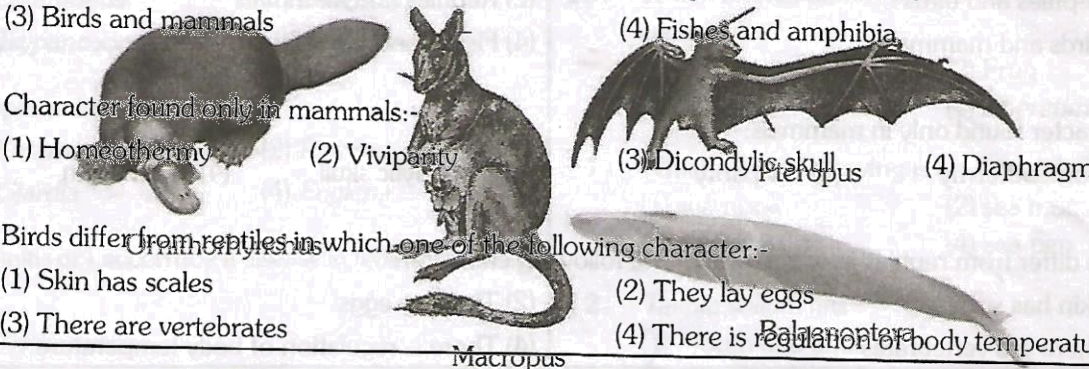 (3) Birds and mammals
(4) Fishes and amphibia
Character found only in mammals:-
(1) Homeothermy (2) Viviparity (3) Dicondylic skull (4) Diaphragm
Pteropus
Birds differ from reptiles in which one of the following character:-
Ornithorhynchus
(1) Skin has scales (2) They lay eggs
(3) There are vertebrates (4) There is regulation of body temperatu
Balaenoptera
Macropus